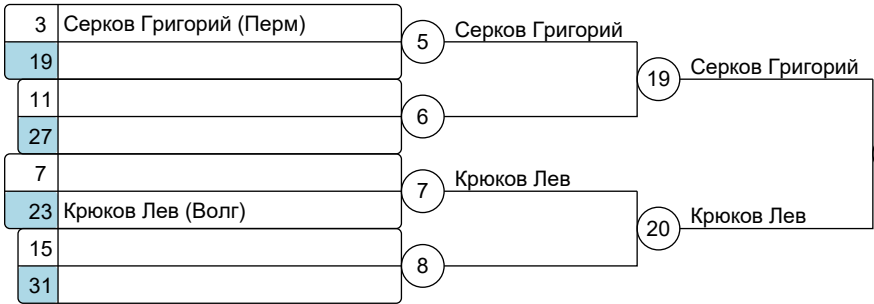 3 Серков Григорий (Перм)
19
5 Серков Григорий
11
27
6
19 Серков Григорий
7
23 Крюков Лев (Волг)
7 Крюков Лев
15
31
8
20 Крюков Лев